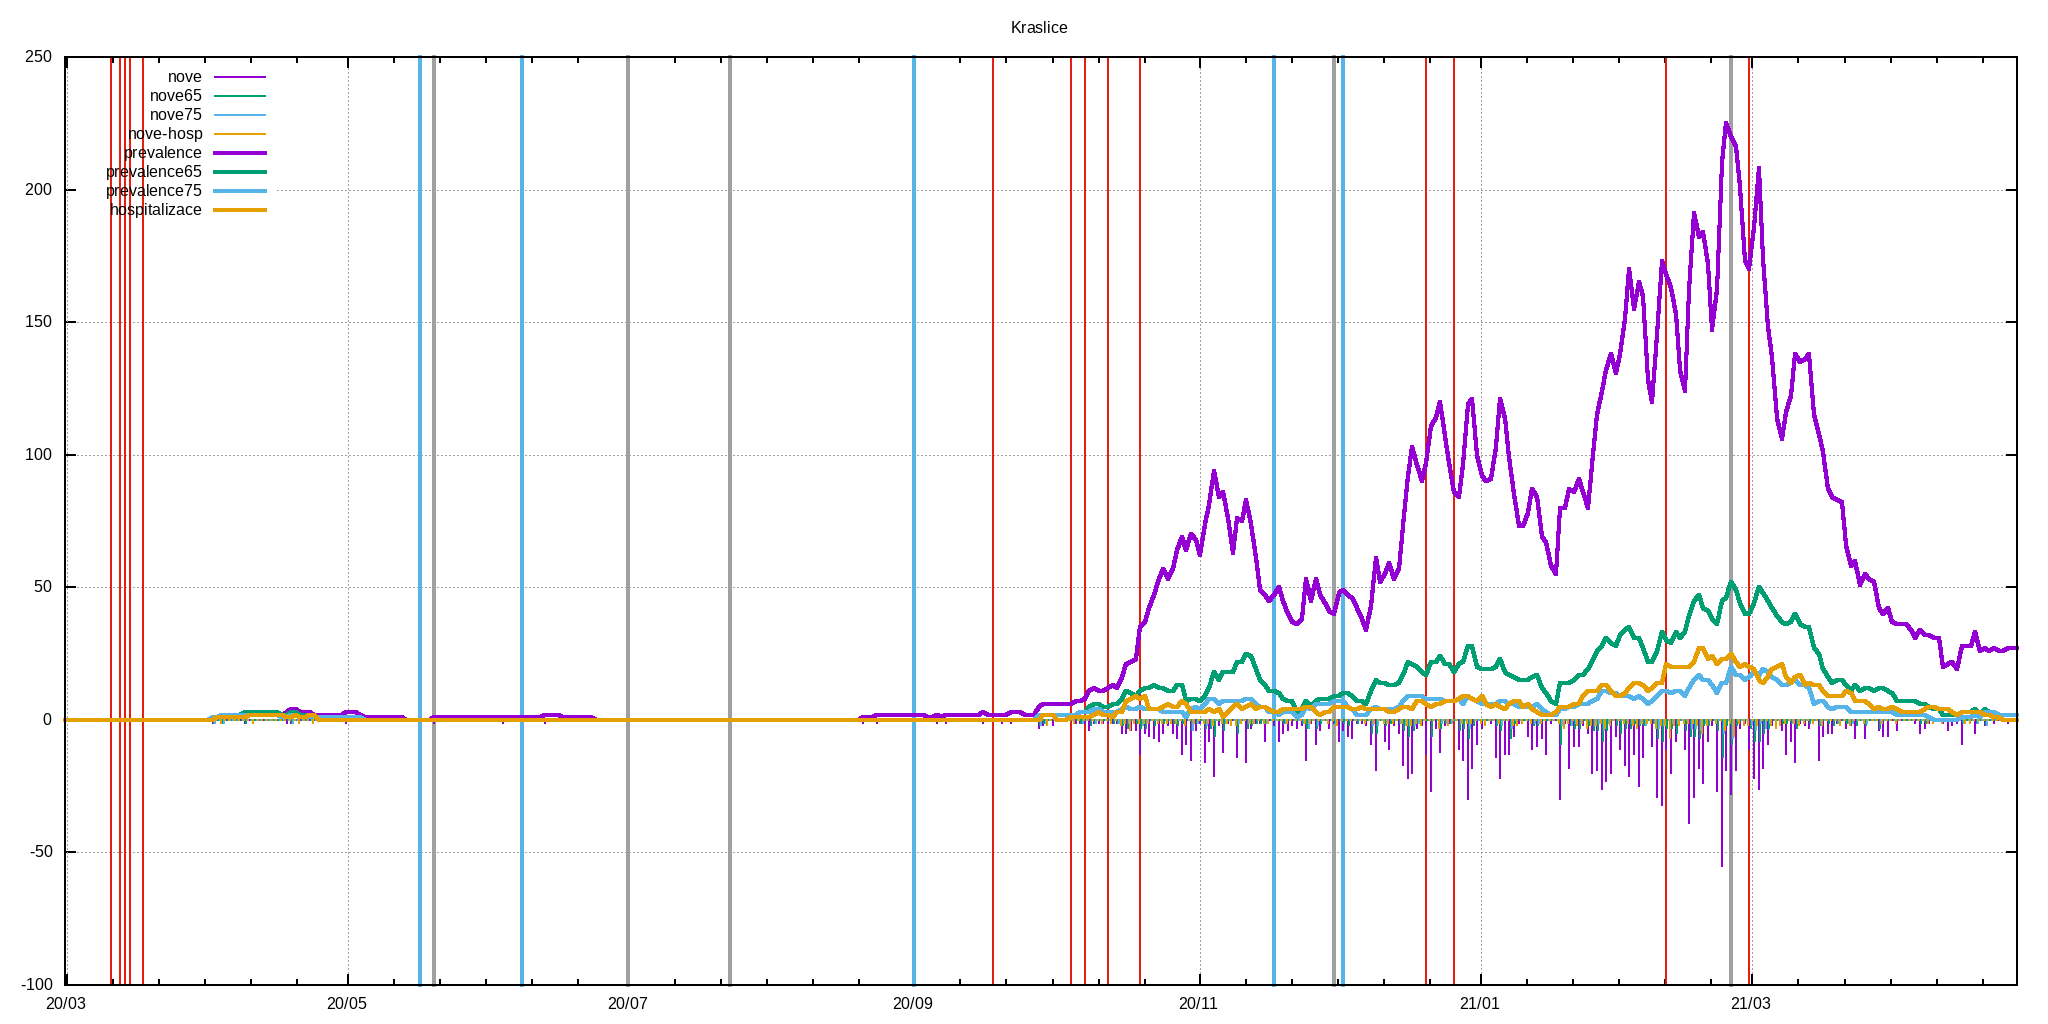 Kraslice
250
200
150
100
50
0
-50
-100
nove
nove65
nove75
nove-hosp
prevalence
prevalence65
prevalence75
hospitalizace
20/03 20/05 20/07 20/09 20/11 21/01 21/03